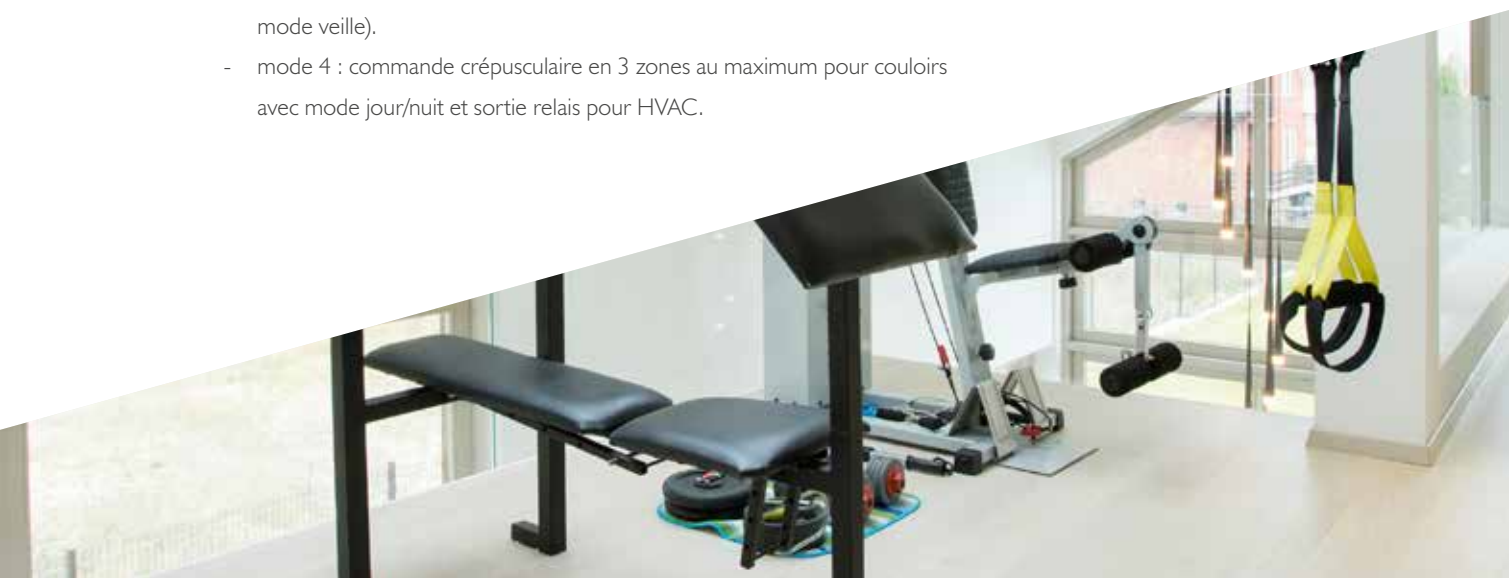 mode veille).
- mode 4 : commande crépusculaire en 3 zones au maximum pour couloirs
avec mode jour/nuit et sortie relais pour HVAC.